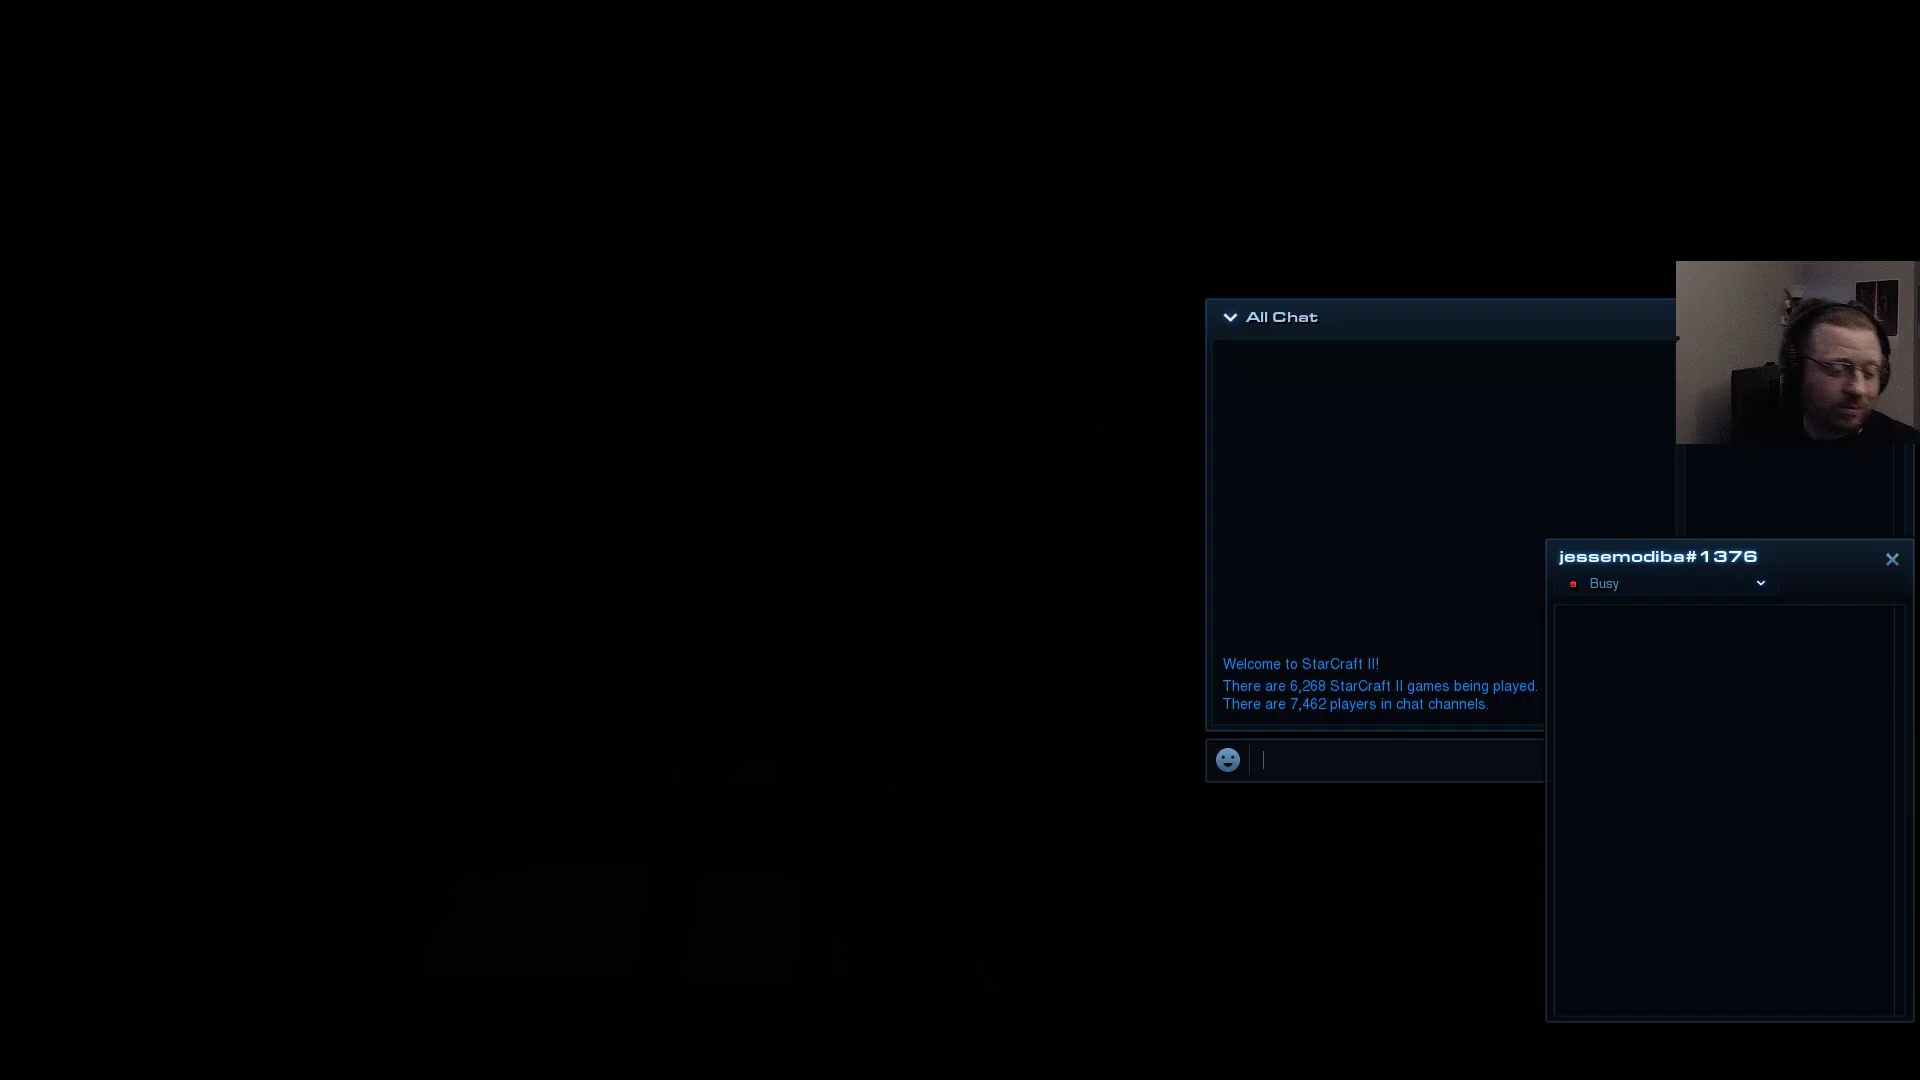 All Chat
Welcome to StarCraft II!
There are 6,268 StarCraft II games being played.
There are 7,462 players in chat channels.
jessemodiba#1376
Busy